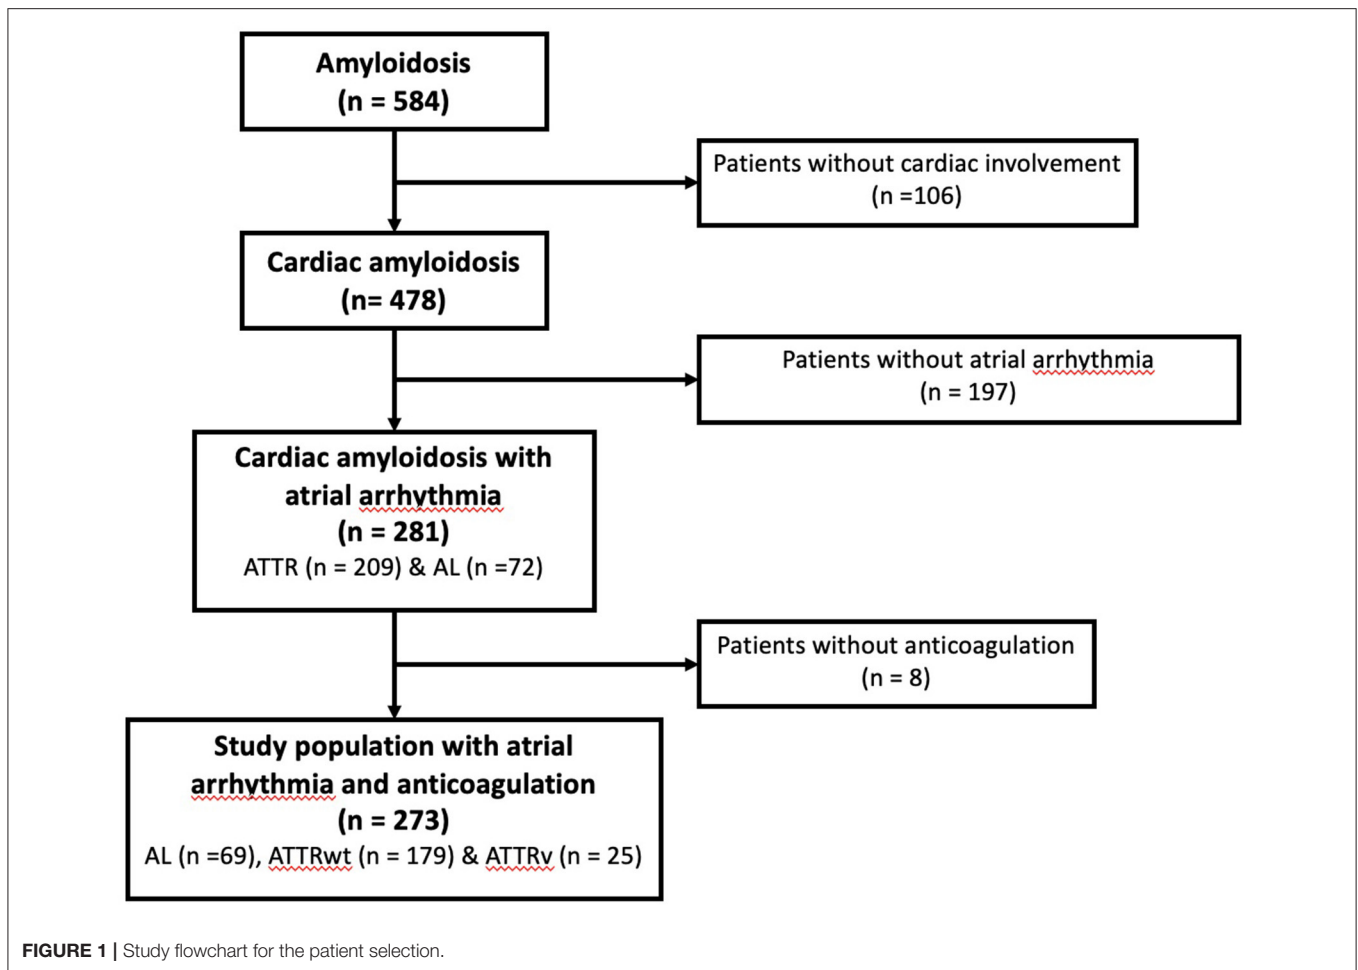 Amyloidosis
(n = 584)
Patients without cardiac involvement
(n =106)
Cardiac amyloidosis
(n= 478)
Patients without atrial arrhythmia
(n = 197)
Cardiac amyloidosis with
atrial arrhythmia
(n = 281)
ATTR (n = 209) & AL (n =72)
Patients without anticoagulation
(n = 8)
Study population with atrial
arrhythmia and anticoagulation
(n = 273)
AL (n =69), ATTRwt (n = 179) & ATTRv (n = 25)
FIGURE 1 | Study flowchart for the patient selection.